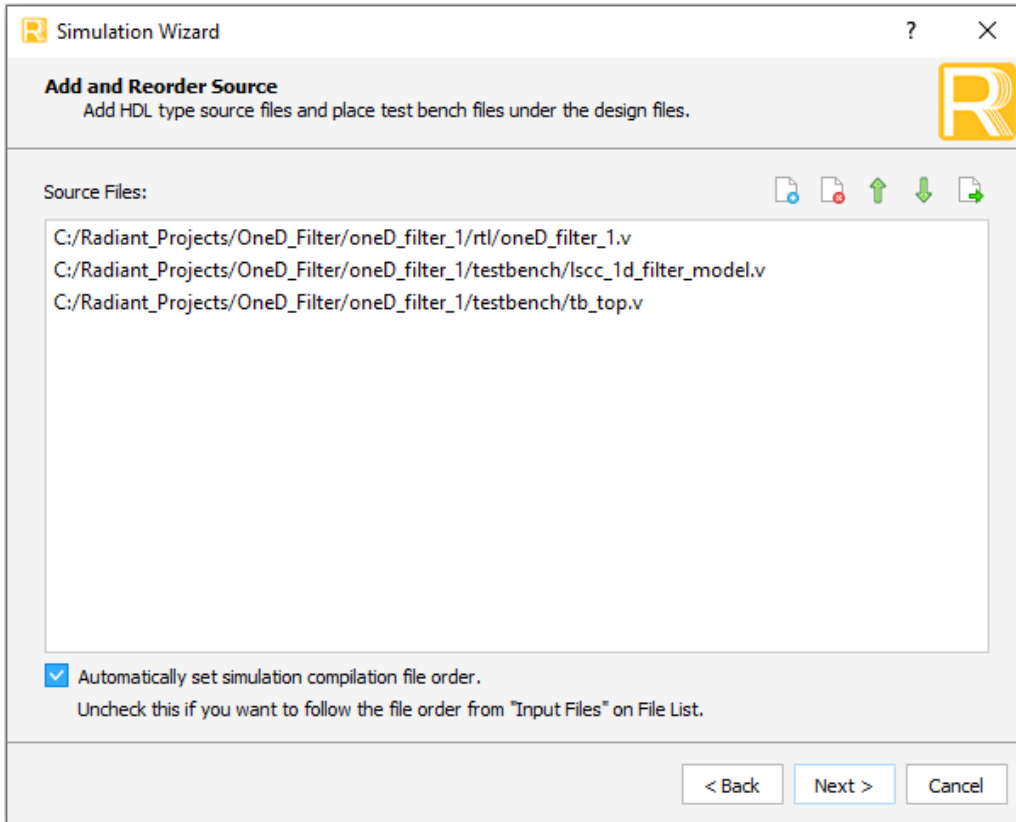 Simulation Wizard
?
Add and Reorder Source
Add HDL type source files and place test bench files under the design files.
Source Files:
C:/Radiant_Projects/OneD_Filter/oneD_filter_1/rtl/oneD_filter_1.v
C:/Radiant_Projects/OneD_Filter/oneD_filter_1/testbench/lscc_1d_filter_model.v
C:/Radiant_Projects/OneD_Filter/oneD_filter_1/testbench/tb_top.v
Automatically set simulation compilation file order.
Uncheck this if you want to follow the file order from "Input Files" on File List.
< Back Next > Cancel